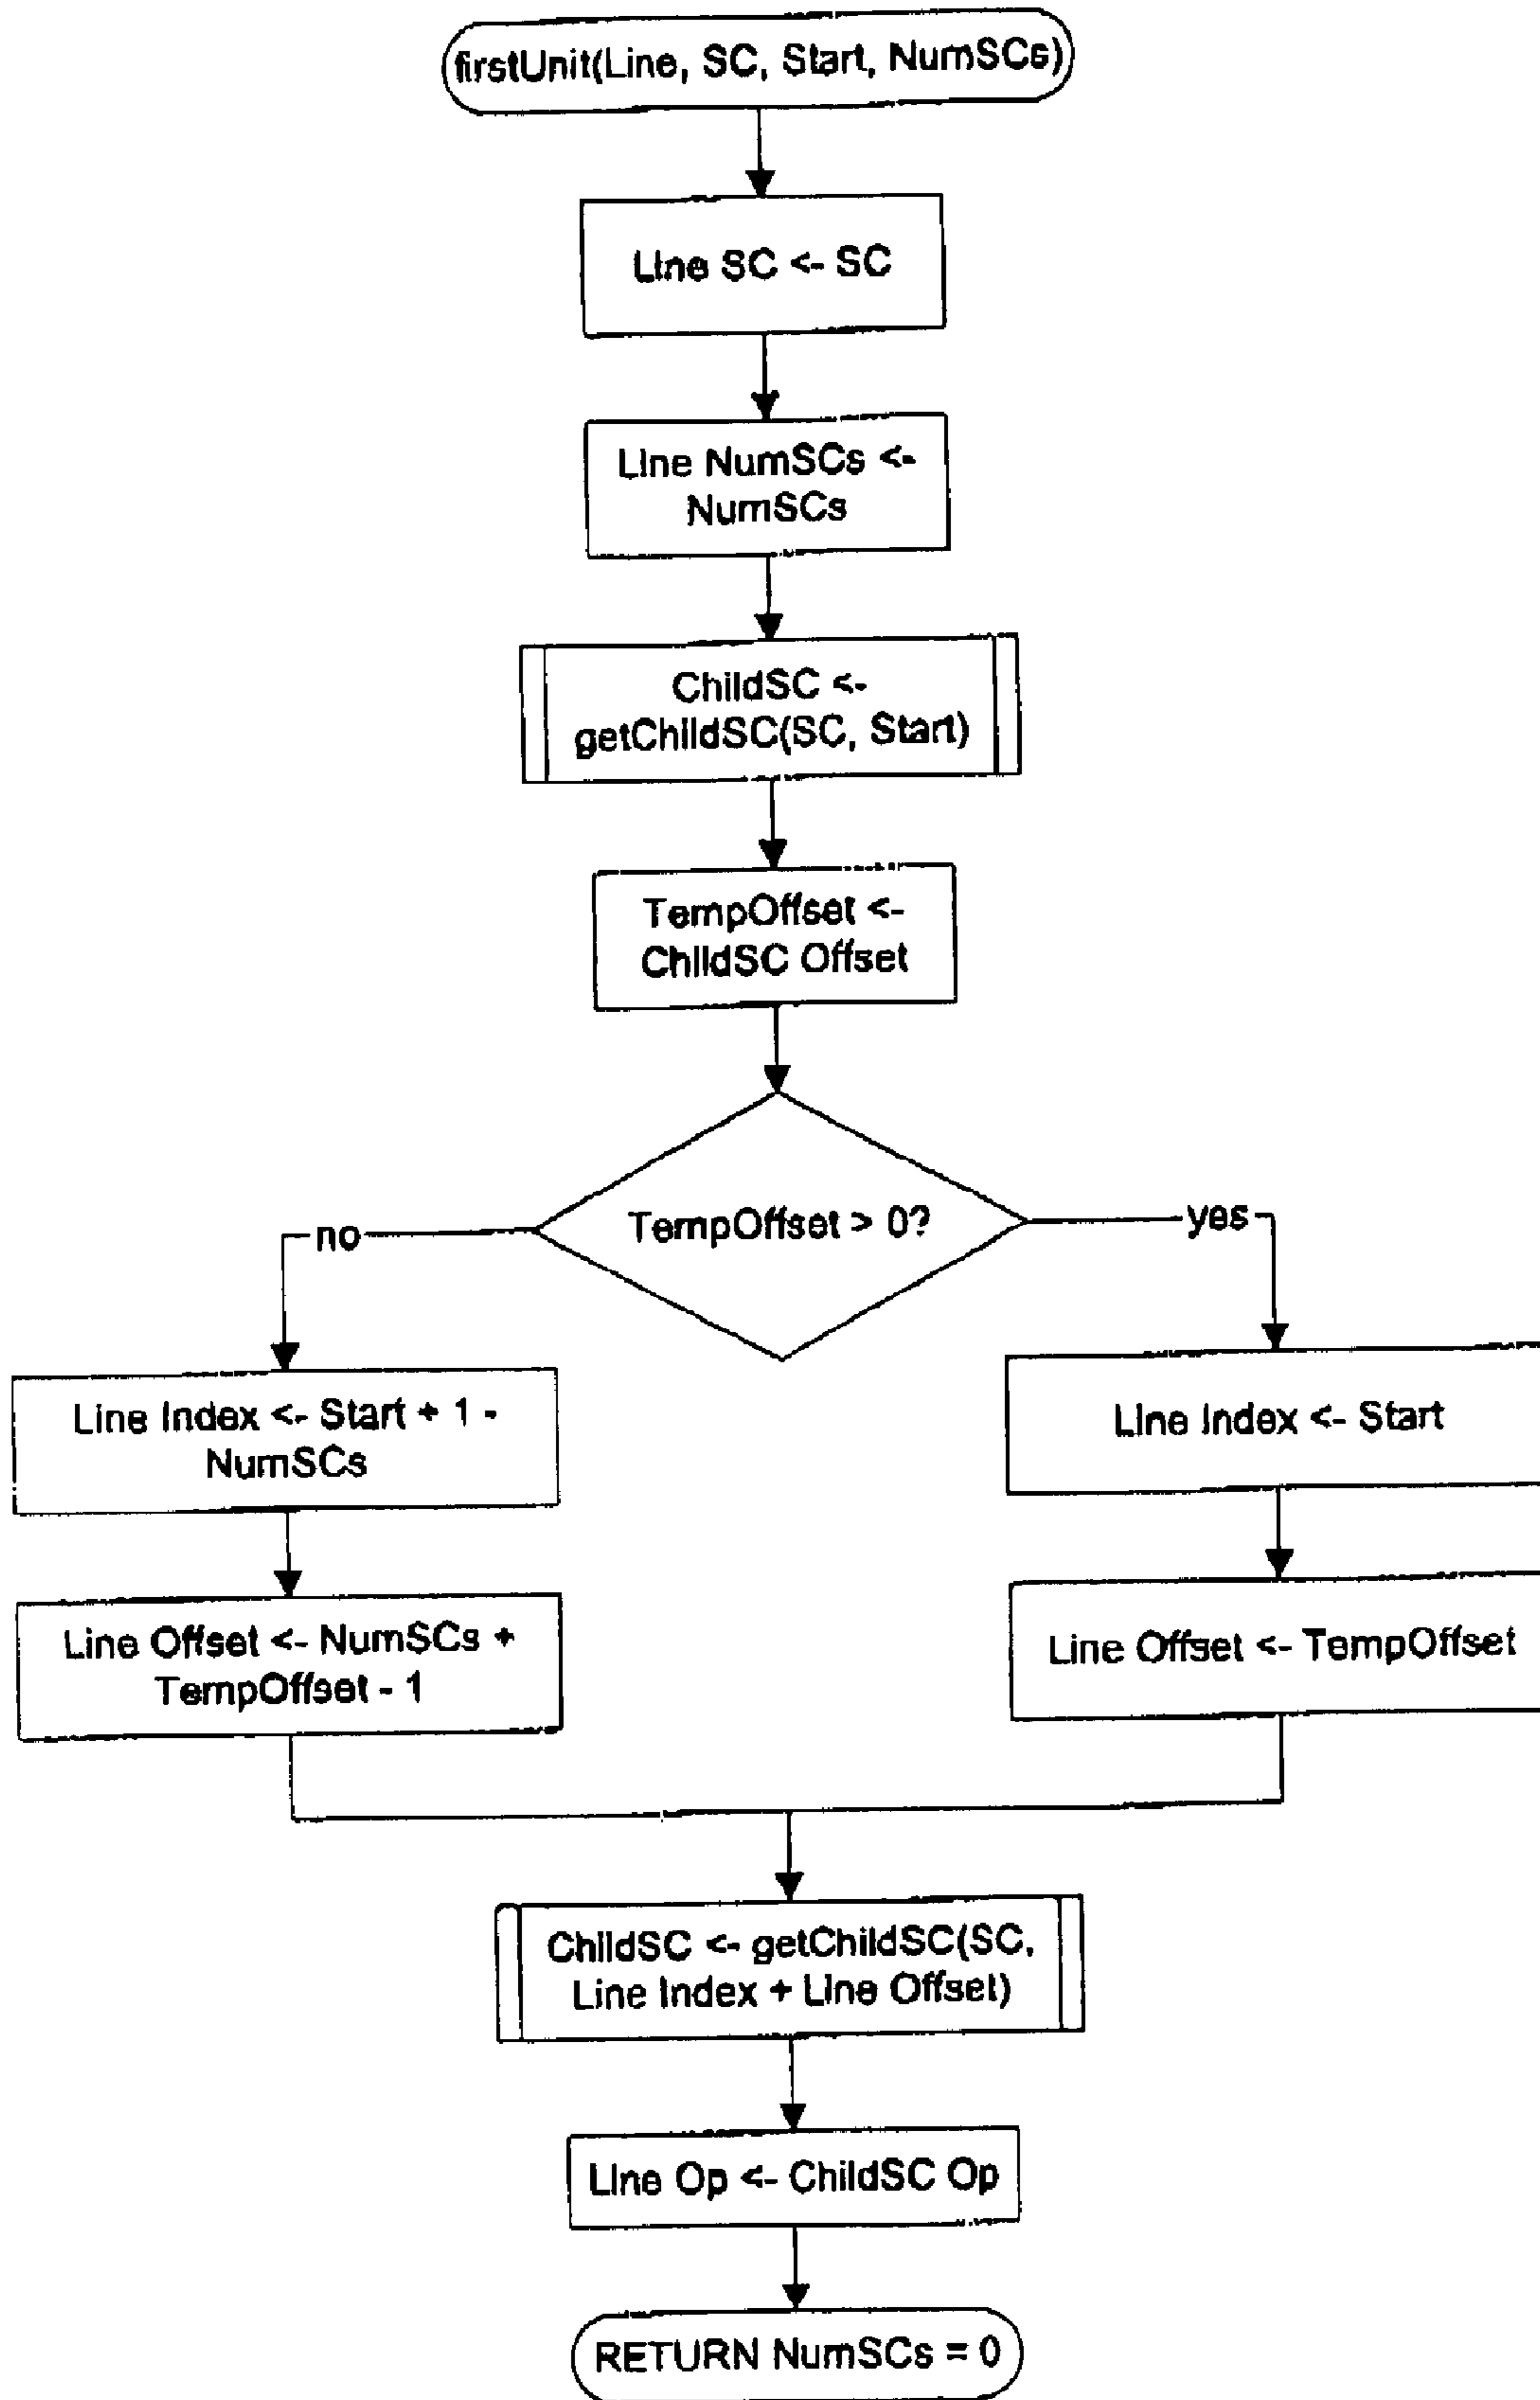 firstUnit(Line, SC, Start, NumSCs)
Line SC <- SC
Line NumSCs <-
NumSCs
ChildSC <-
getChildSC(SC, Start)
TempOffset <-
ChildSC Offset
TempOffset > 0?
no
yes
Line Index <- Start + 1 -
NumSCs
Line Index <- Start
Line Offset <- NumSCs +
TempOffset - 1
Line Offset <- TempOffset
ChildSC <- getChildSC(SC,
Line Index + Line Offset)
Line Op <- ChildSC Op
RETURN NumSCs = 0